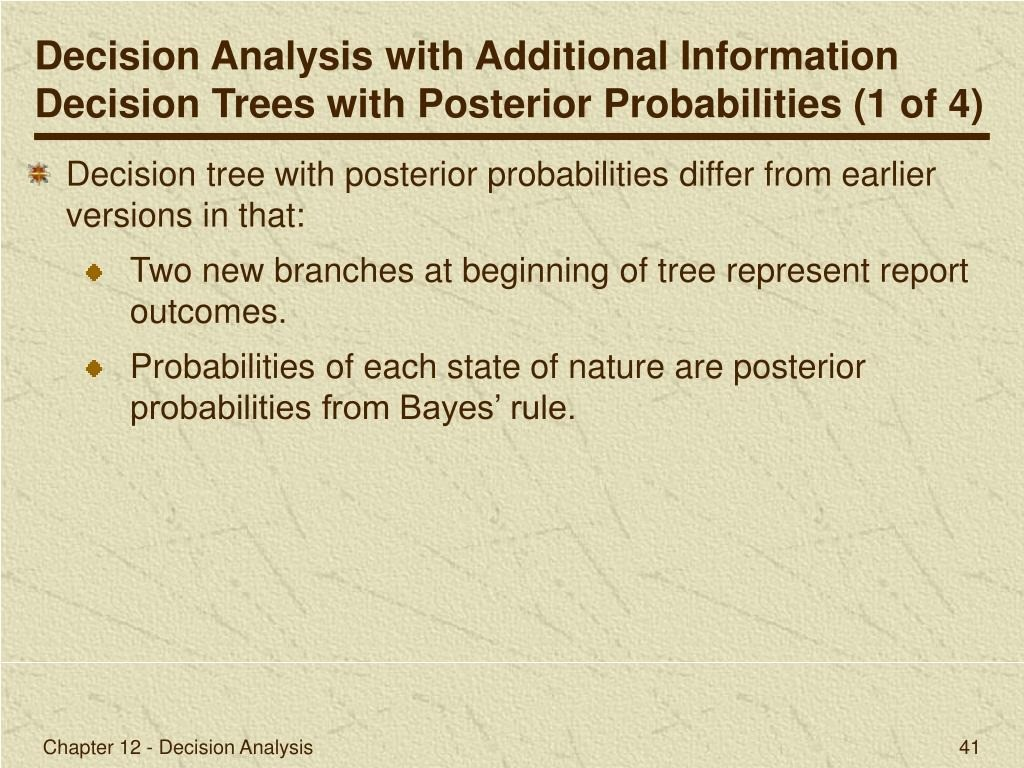 Decision Analysis with Additional Information
Decision Trees with Posterior Probabilities (1 of 4)
Decision tree with posterior probabilities differ from earlier
versions in that:
Two new branches at beginning of tree represent report
outcomes.
Probabilities of each state of nature are posterior
probabilities from Bayes’ rule.
Chapter 12 - Decision Analysis
41